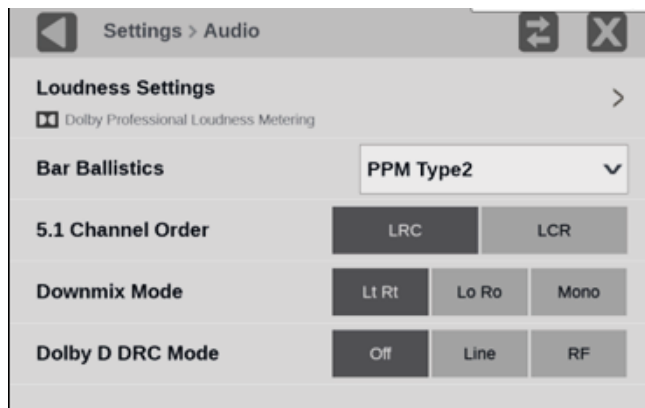 Settings > Audio
Loudness Settings
>
Dolby Professional Loudness Metering
Bar Ballistics PPM Type2
5.1 Channel Order LRC LCR
Downmix Mode Lt Rt Lo Ro Mono
Dolby D DRC Mode Off Line RF